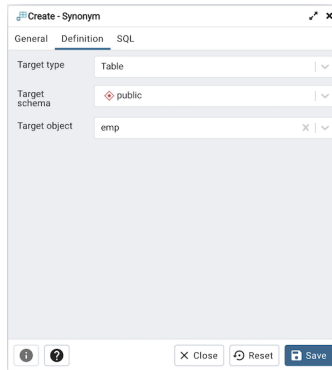 Create - Synonym
General Definition SQL
Target type Table
Target schema public
Target object emp
Close Reset Save